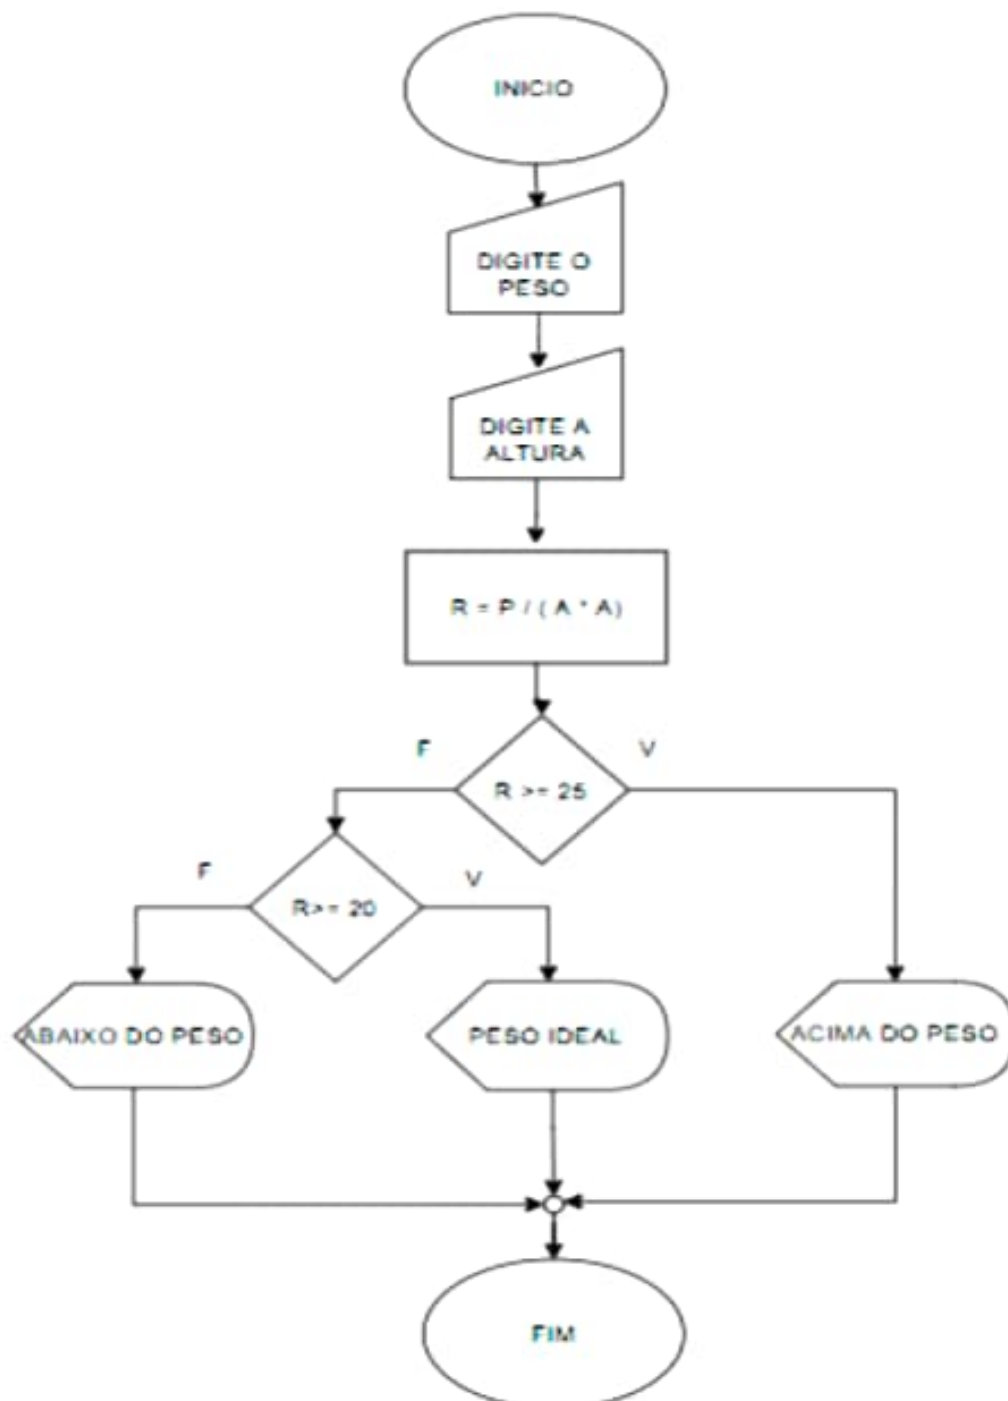 INICIO
DIGITE O
PESO
DIGITE A
ALTURA
R = P / ( A * A)
F
V
R >= 25
F
V
R>= 20
ABAIXO DO PESO
PESO IDEAL
ACIMA DO PESO
FIM